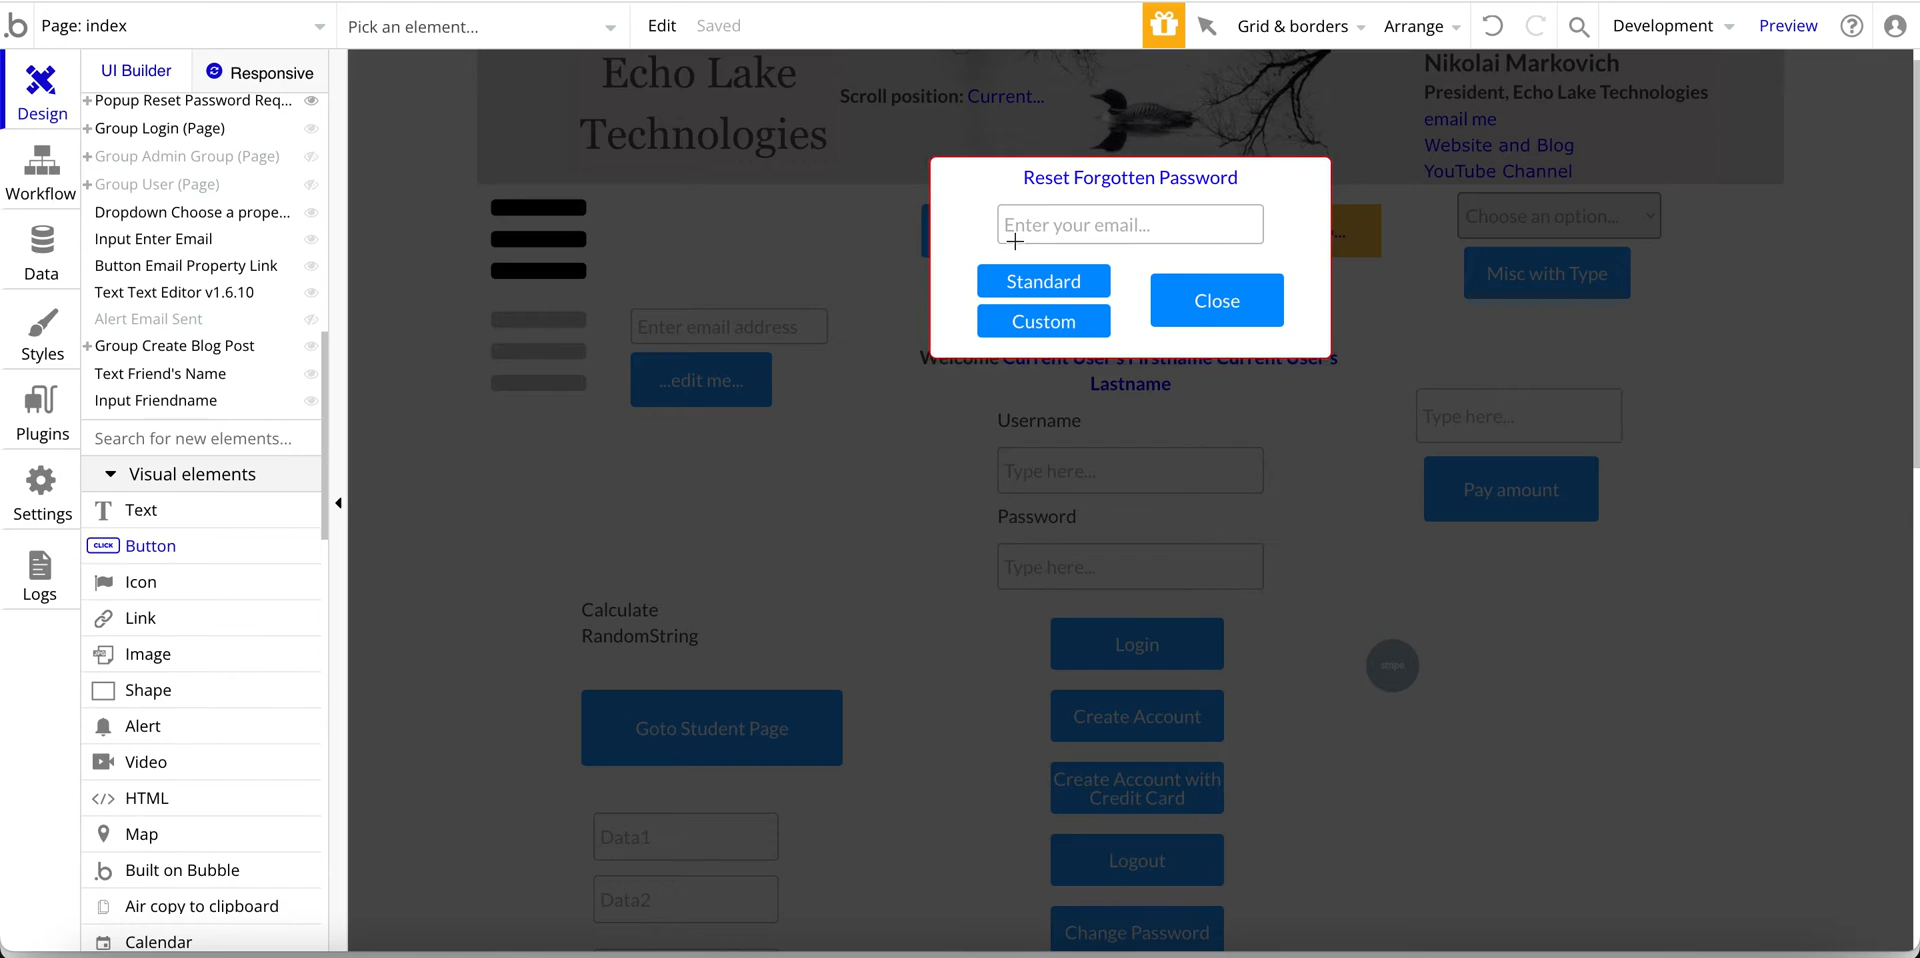 Page: index
Pick an element...
Edit
Saved
Grid & borders
Arrange
Development
Preview
UI Builder
Responsive
Design
Workflow
Data
Styles
Plugins
Settings
Logs
Popup Reset Password Req...
Group Login (Page)
Group Admin Group (Page)
Group User (Page)
Dropdown Choose a prope...
Input Enter Email
Button Email Property Link
Text Text Editor v1.6.10
Alert Email Sent
Group Create Blog Post
Text Friend's Name
Input Friendname
Search for new elements...
Visual elements
Text
CLICK Button
Icon
Link
Image
Shape
Alert
Video
HTML
Map
Built on Bubble
Air copy to clipboard
Calendar
Echo Lake
Technologies
Scroll position: Current...
Nikolai Markovich
President, Echo Lake Technologies
email me
Website and Blog
YouTube Channel
Reset Forgotten Password
Enter your email...
Standard
Custom
Close
Choose an option...
Misc with Type
Enter email address
...edit me...
Welcome Current User's Firstname Current User's
Lastname
Username
Type here...
Password
Type here...
Type here...
Pay amount
Calculate
RandomString
Login
Create Account
Create Account with
Credit Card
Logout
Change Password
stripe
Goto Student Page
Data1
Data2